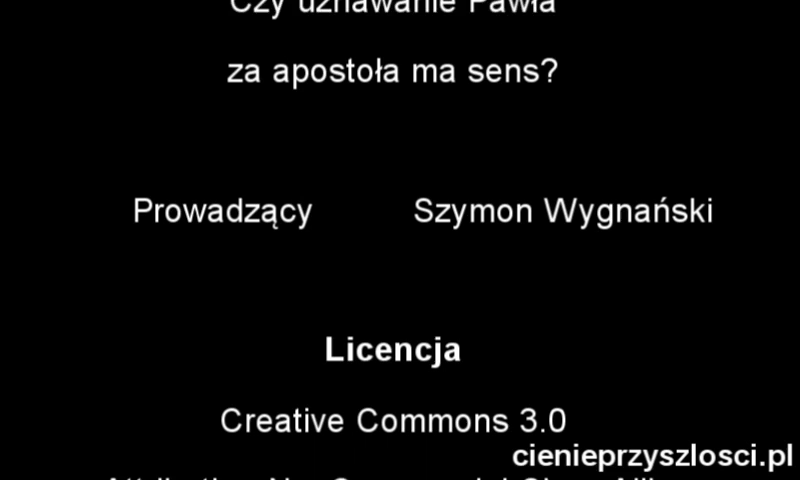 Czy uznawanie Pawła
za apostoła ma sens?
Prowadzący Szymon Wygnański
Licencja
Creative Commons 3.0
cienieprzyszlosci.pl